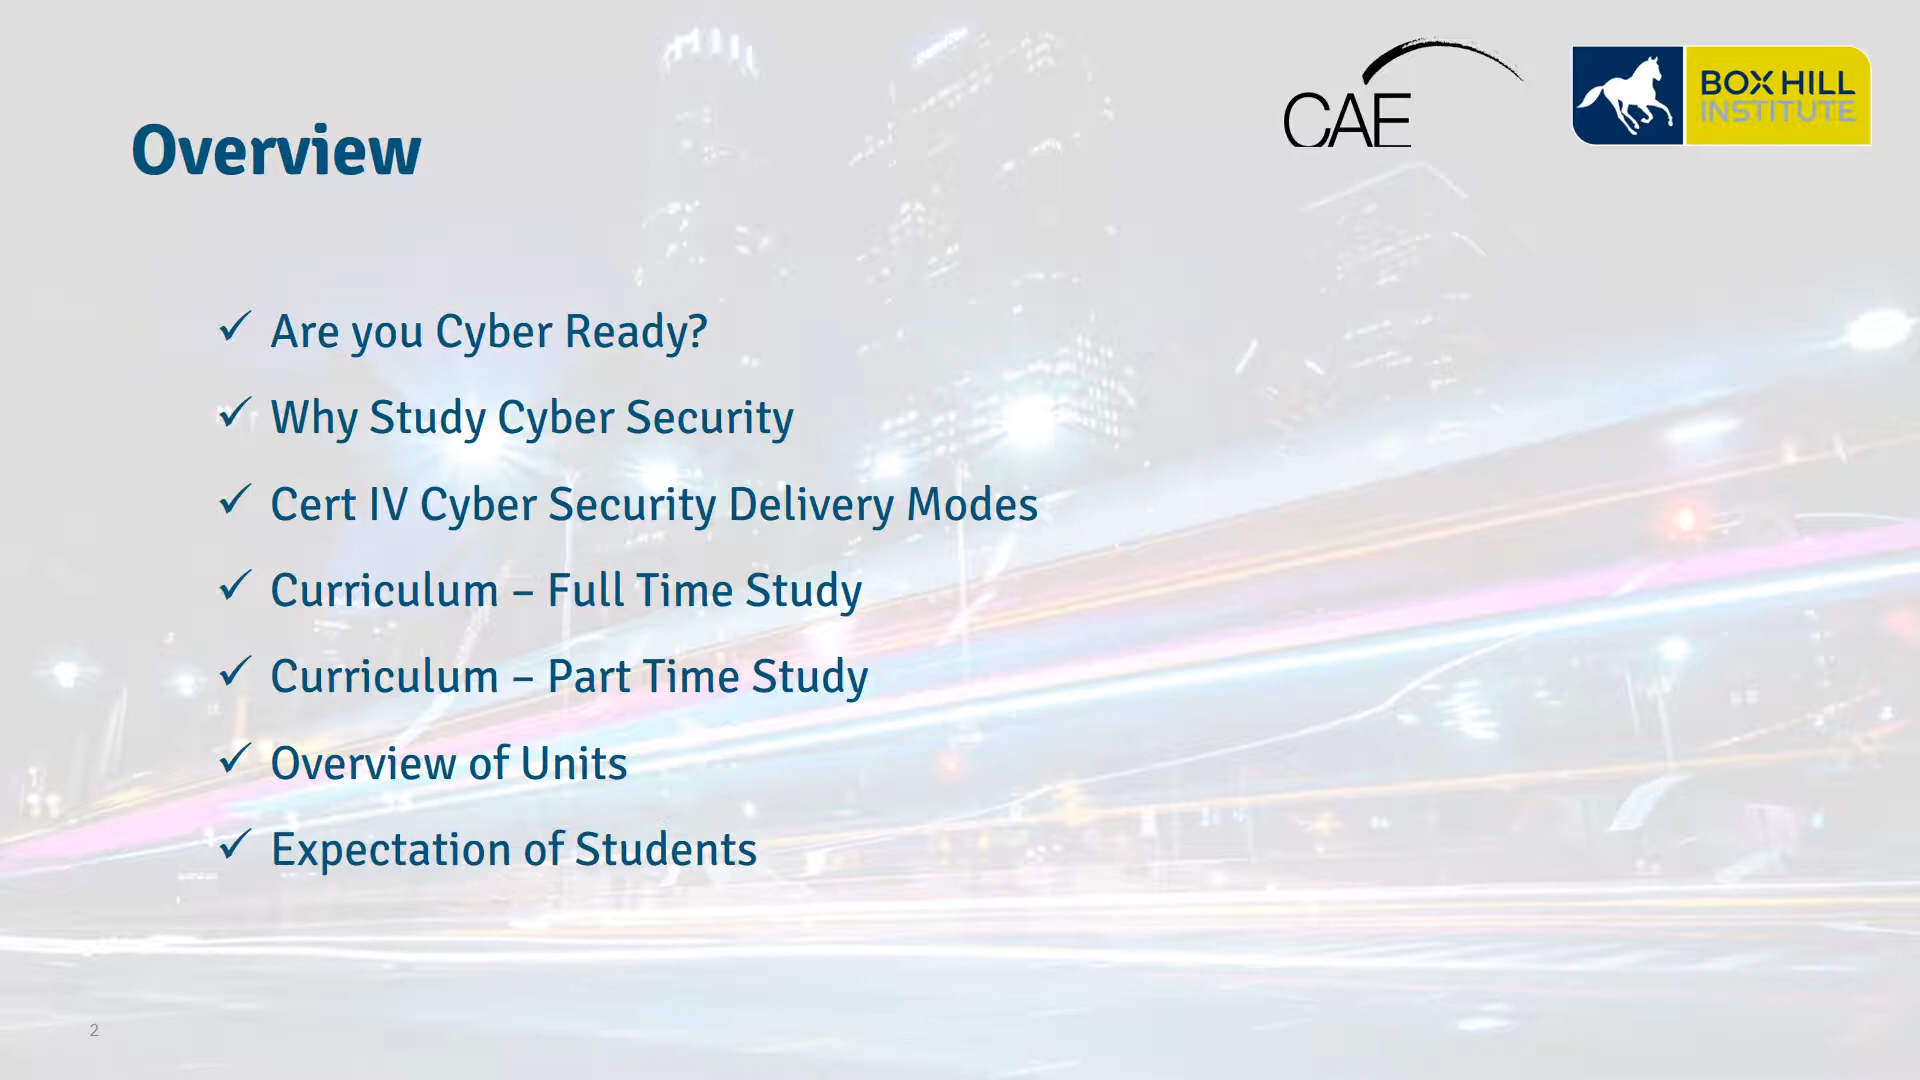 CAE
BOX HILL
INSTITUTE
Overview
✓ Are you Cyber Ready?
✓ Why Study Cyber Security
✓ Cert IV Cyber Security Delivery Modes
✓ Curriculum – Full Time Study
✓ Curriculum – Part Time Study
✓ Overview of Units
✓ Expectation of Students
2